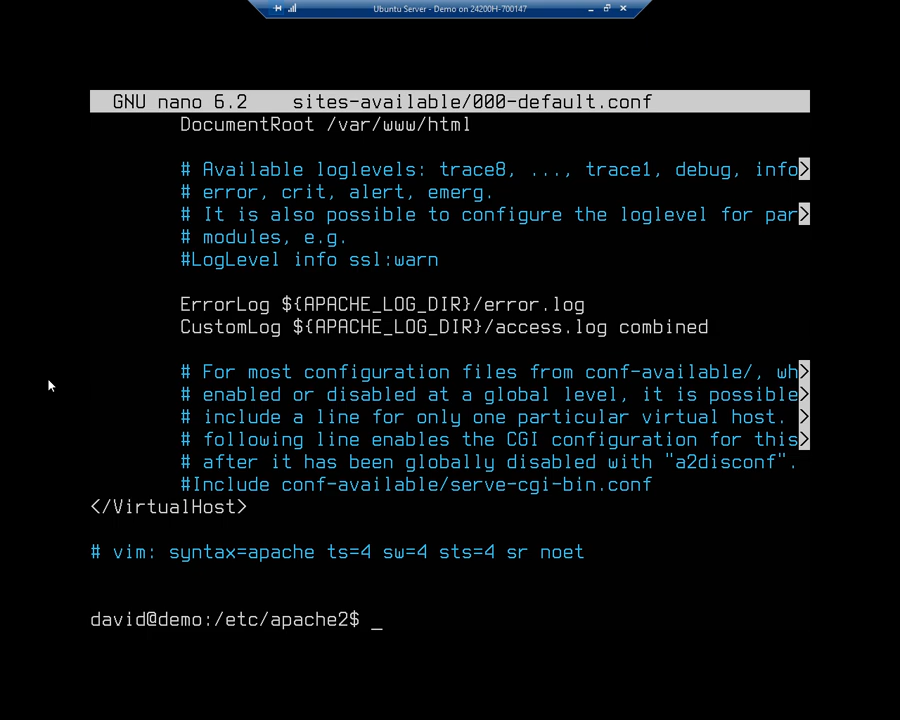 Ubuntu Server - Demo on 24200H-700147
GNU nano 6.2 sites-available/000-default.conf
DocumentRoot /var/www/html
# Available loglevels: trace8, ..., trace1, debug, info>
# error, crit, alert, emerg.
# It is also possible to configure the loglevel for par>
# modules, e.g.
#LogLevel info ssl:warn
ErrorLog ${APACHE_LOG_DIR}/error.log
CustomLog ${APACHE_LOG_DIR}/access.log combined
# For most configuration files from conf-available/, wh>
# enabled or disabled at a global level, it is possible>
# include a line for only one particular virtual host. >
# following line enables the CGI configuration for this>
# after it has been globally disabled with "a2disconf".
#Include conf-available/serve-cgi-bin.conf
</VirtualHost>
# vim: syntax=apache ts=4 sw=4 sts=4 sr noet
david@demo:/etc/apache2$ _